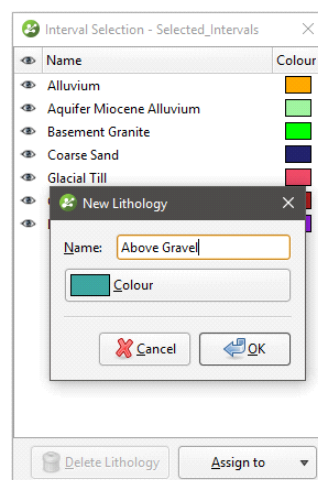 Interval Selection - Selected_Intervals
Name Colour
Alluvium
Aquifer Miocene Alluvium
Basement Granite
Coarse Sand
Glacial Till
New Lithology
Name: Above Gravel
Colour
Cancel OK
Delete Lithology Assign to